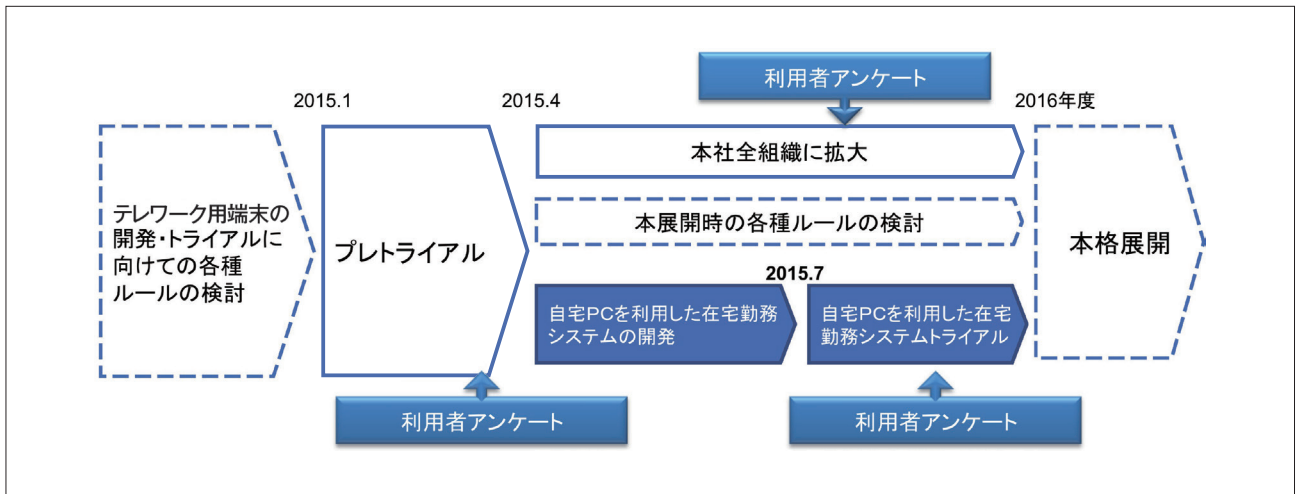 利用者アンケート
2015.1
2015.4
2016年度
テレワーク用端末の
開発・トライアルに
向けての各種
ルールの検討
プレトライアル
本社全組織に拡大
本展開時の各種ルールの検討
2015.7
自宅PCを利用した在宅勤務
システムの開発
自宅PCを利用した在宅
勤務システムトライアル
本格展開
利用者アンケート
利用者アンケート